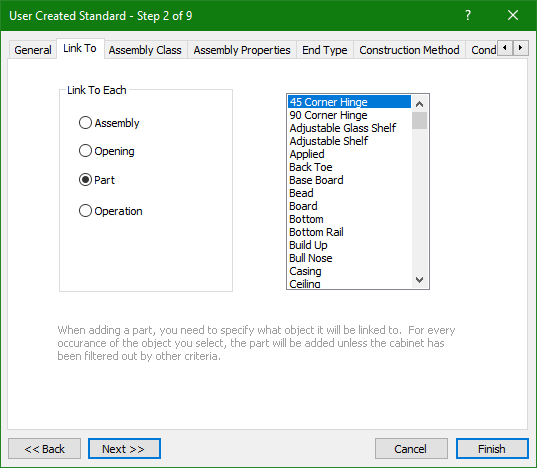 User Created Standard - Step 2 of 9
?
General Link To Assembly Class Assembly Properties End Type Construction Method Cond
Link To Each
Assembly
Opening
Part
Operation
45 Corner Hinge
90 Corner Hinge
Adjustable Glass Shelf
Adjustable Shelf
Applied
Back Toe
Base Board
Bead
Board
Bottom
Bottom Rail
Build Up
Bull Nose
Casing
Ceiling
When adding a part, you need to specify what object it will be linked to. For every
occurance of the object you select, the part will be added unless the cabinet has
been filtered out by other criteria.
<< Back Next >> Cancel Finish